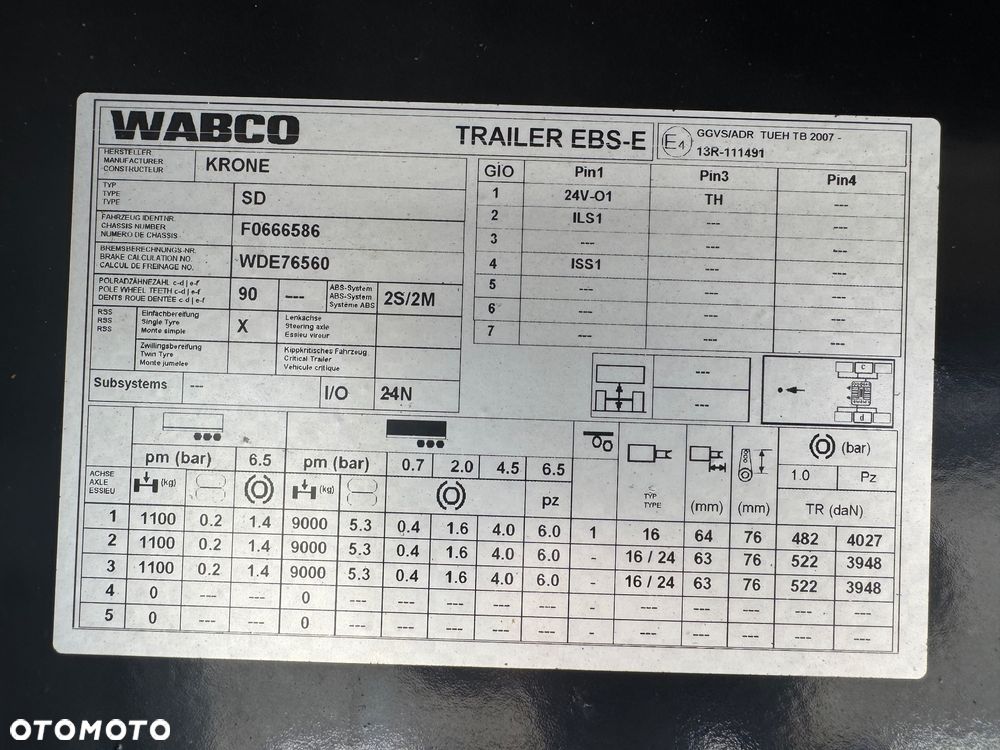 WABCO
TRAILER EBS-E
E4
GGVS/ADR TUEH TB 2007 -
13R-111491
HERSTELLER
MANUFACTURER
CONSTRUCTEUR
KRONE
TYP
TYPE
TYPE
SD
FAHRZEUG IDENT.NR.
CHASSIS NUMBER
NUMERO DE CHASSIS
F0666586
BREMSBERECHNUNGS-NR.
BRAKE CALCULATION NO.
CALCUL DE FREINAGE NO.
WDE76560
POLRADZÄHNEZAHL c-d | e-f
POLE WHEEL TEETH c-d | e-f
DENTS ROUE DENTÉE c d | e-f
90 ---
ABS-System
ABS-System
Système ABS
2S/2M
RSS
RSS
RSS
Einfachbereifung
Single Tyre
Monte simple
X
Lenkachse
Steering axle
Essieu vireur
Zwillingsbereifung
Twin Tyre
Monte jumelee
Kippkritisches Fahrzeug
Critical Trailer
Véhicule critique
Subsystems ---
I/O 24N
GIO Pin1 Pin3 Pin4
1 24V-O1 TH ---
2 ILS1 --- ---
3 --- --- ---
4 ISS1 --- ---
5 --- --- ---
6 --- --- ---
7 --- --- ---
---
---
c
d
pm (bar) 6.5 pm (bar) 0.7 2.0 4.5 6.5
(bar)
1.0 Pz
ACHSE
AXLE
ESSIEU
(kg) (kg) pz
TYP
TYPE
(mm) (mm) TR (daN)
1 1100 0.2 1.4 9000 5.3 0.4 1.6 4.0 6.0 1 16 64 76 482 4027
2 1100 0.2 1.4 9000 5.3 0.4 1.6 4.0 6.0 - 16 / 24 63 76 522 3948
3 1100 0.2 1.4 9000 5.3 0.4 1.6 4.0 6.0 - 16 / 24 63 76 522 3948
4 0 --- --- 0 --- --- --- --- --- - --- --- --- --- ---
5 0 --- --- 0 --- --- --- --- --- - --- --- --- --- ---
OTOMOTO